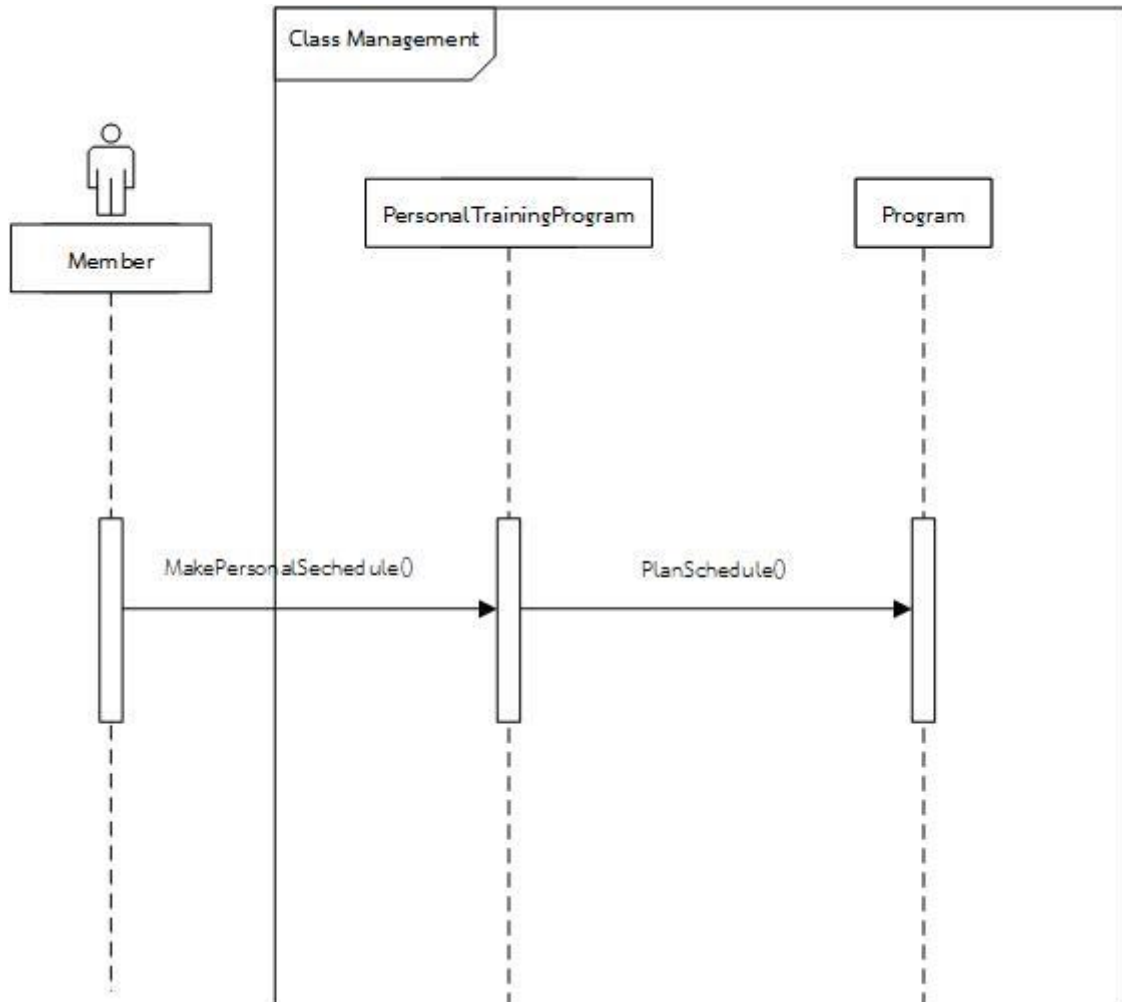 Class Management
PersonalTrainingProgram
Program
Member
MakePersonalSechedule()
PlanSchedule()